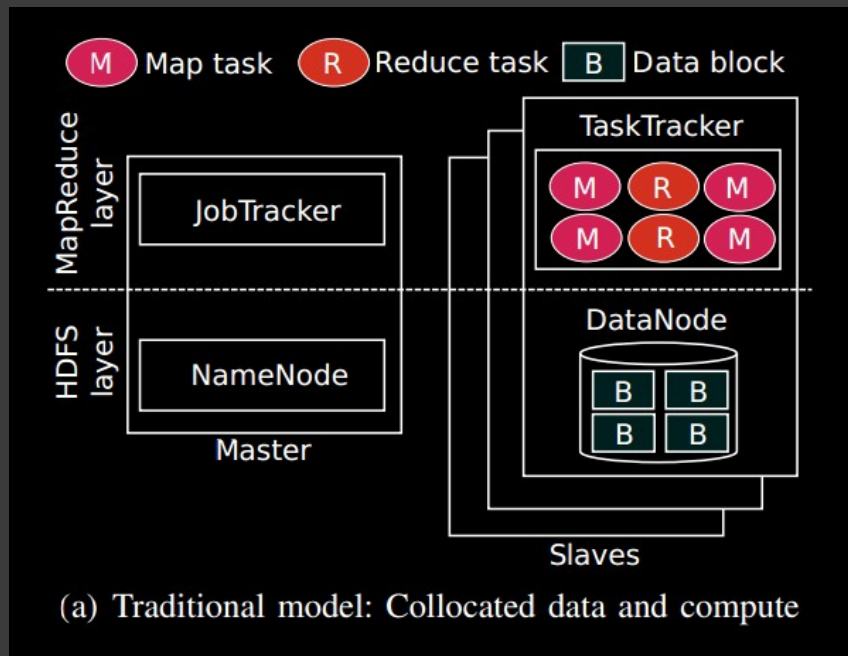 M Map task R Reduce task B Data block
MapReduce
layer
JobTracker
TaskTracker
M R M
M R M
HDFS
layer
NameNode
Master
DataNode
B B
B B
Slaves
(a) Traditional model: Collocated data and compute